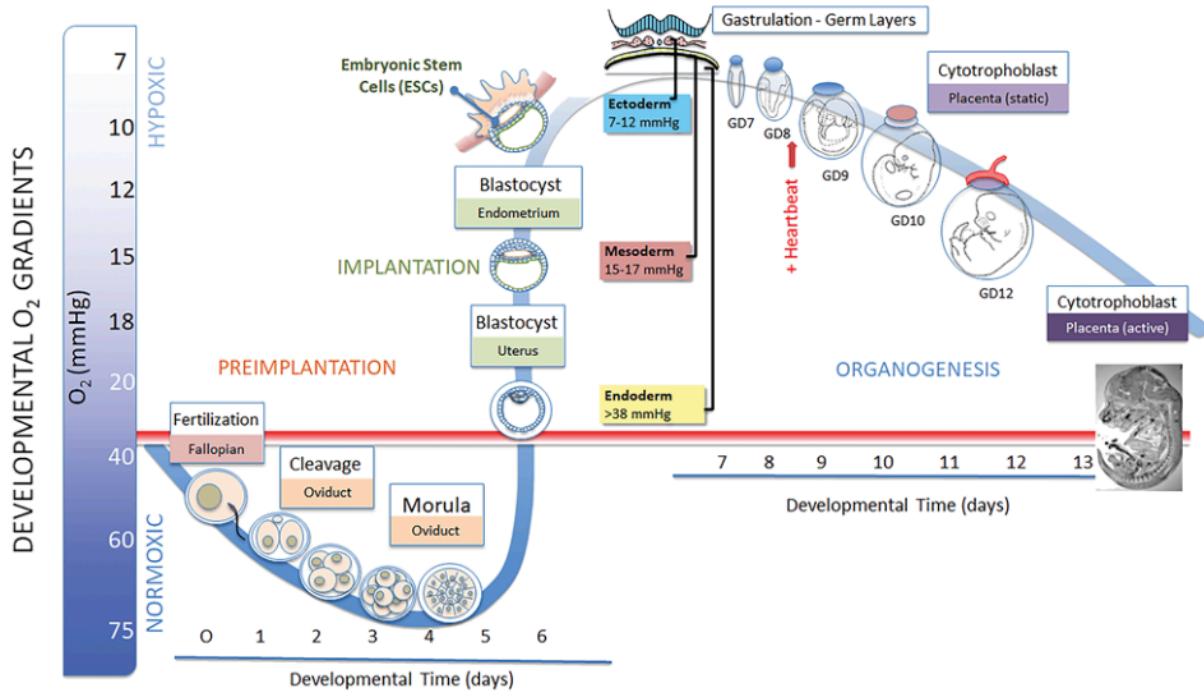 DEVELOPMENTAL O₂ GRADIENTS
O₂ (mmHg)
HYPOXIC
NORMOXIC
7
10
12
15
18
20
40
60
75
Embryonic Stem
Cells (ESCs)
Blastocyst
Endometrium
IMPLANTATION
Blastocyst
Uterus
PREIMPLANTATION
Fertilization
Fallopian
Cleavage
Oviduct
Morula
Oviduct
0 1 2 3 4 5 6
Developmental Time (days)
Gastrulation - Germ Layers
Ectoderm
7-12 mmHg
Mesoderm
15-17 mmHg
Endoderm
>38 mmHg
GD7
GD8
GD9
GD10
GD12
+ Heartbeat
Cytotrophoblast
Placenta (static)
Cytotrophoblast
Placenta (active)
ORGANOGENESIS
7 8 9 10 11 12 13
Developmental Time (days)